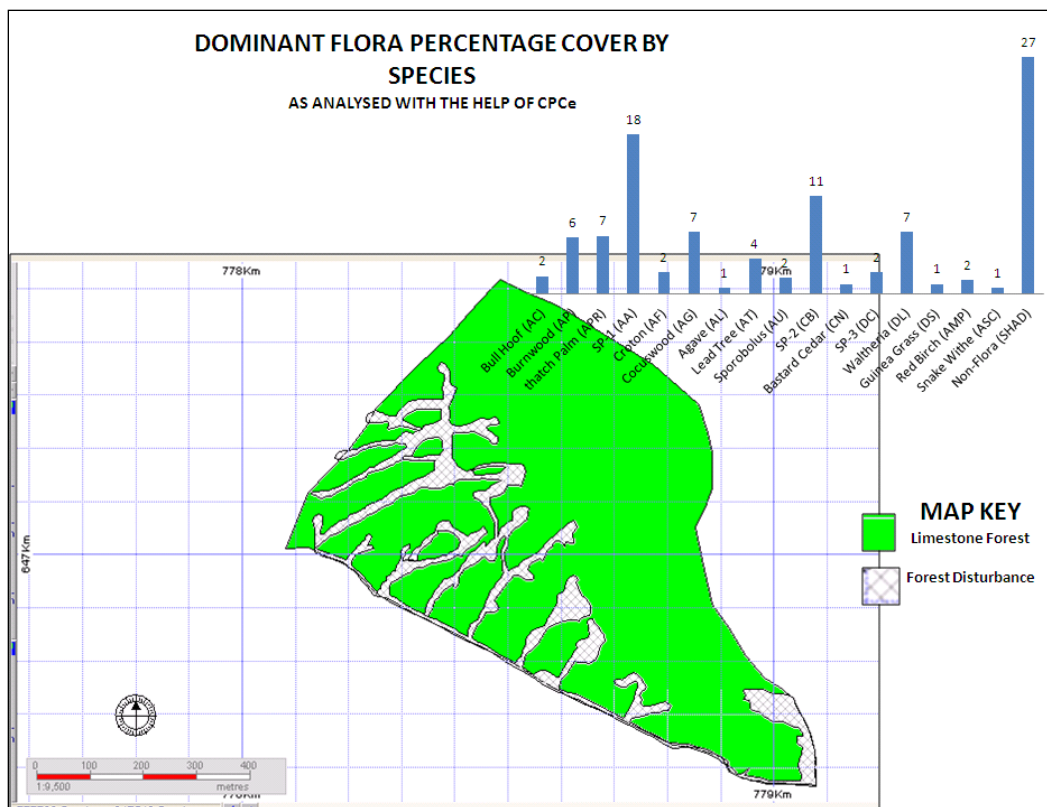 DOMINANT FLORA PERCENTAGE COVER BY
SPECIES
AS ANALYSED WITH THE HELP OF CPCe
2
6
7
18
2
7
1
4
2
11
1
2
7
1
2
1
27
Bull Hoof (AC)
Burnwood (AP)
thatch Palm (APR)
SP-1 (AA)
Croton (AF)
Cocuswood (AG)
Agave (AL)
Lead Tree (AT)
Sporobolus (AU)
SP-2 (CB)
Bastard Cedar (CN)
SP-3 (DC)
Waltheria (DL)
Guinea Grass (DS)
Red Birch (AMP)
Snake Withe (ASC)
Non-Flora (SHAD)
778Km
779Km
647Km
MAP KEY
Limestone Forest
Forest Disturbance
0 100 200 300 400
1:9,500 metres
778Km
779Km